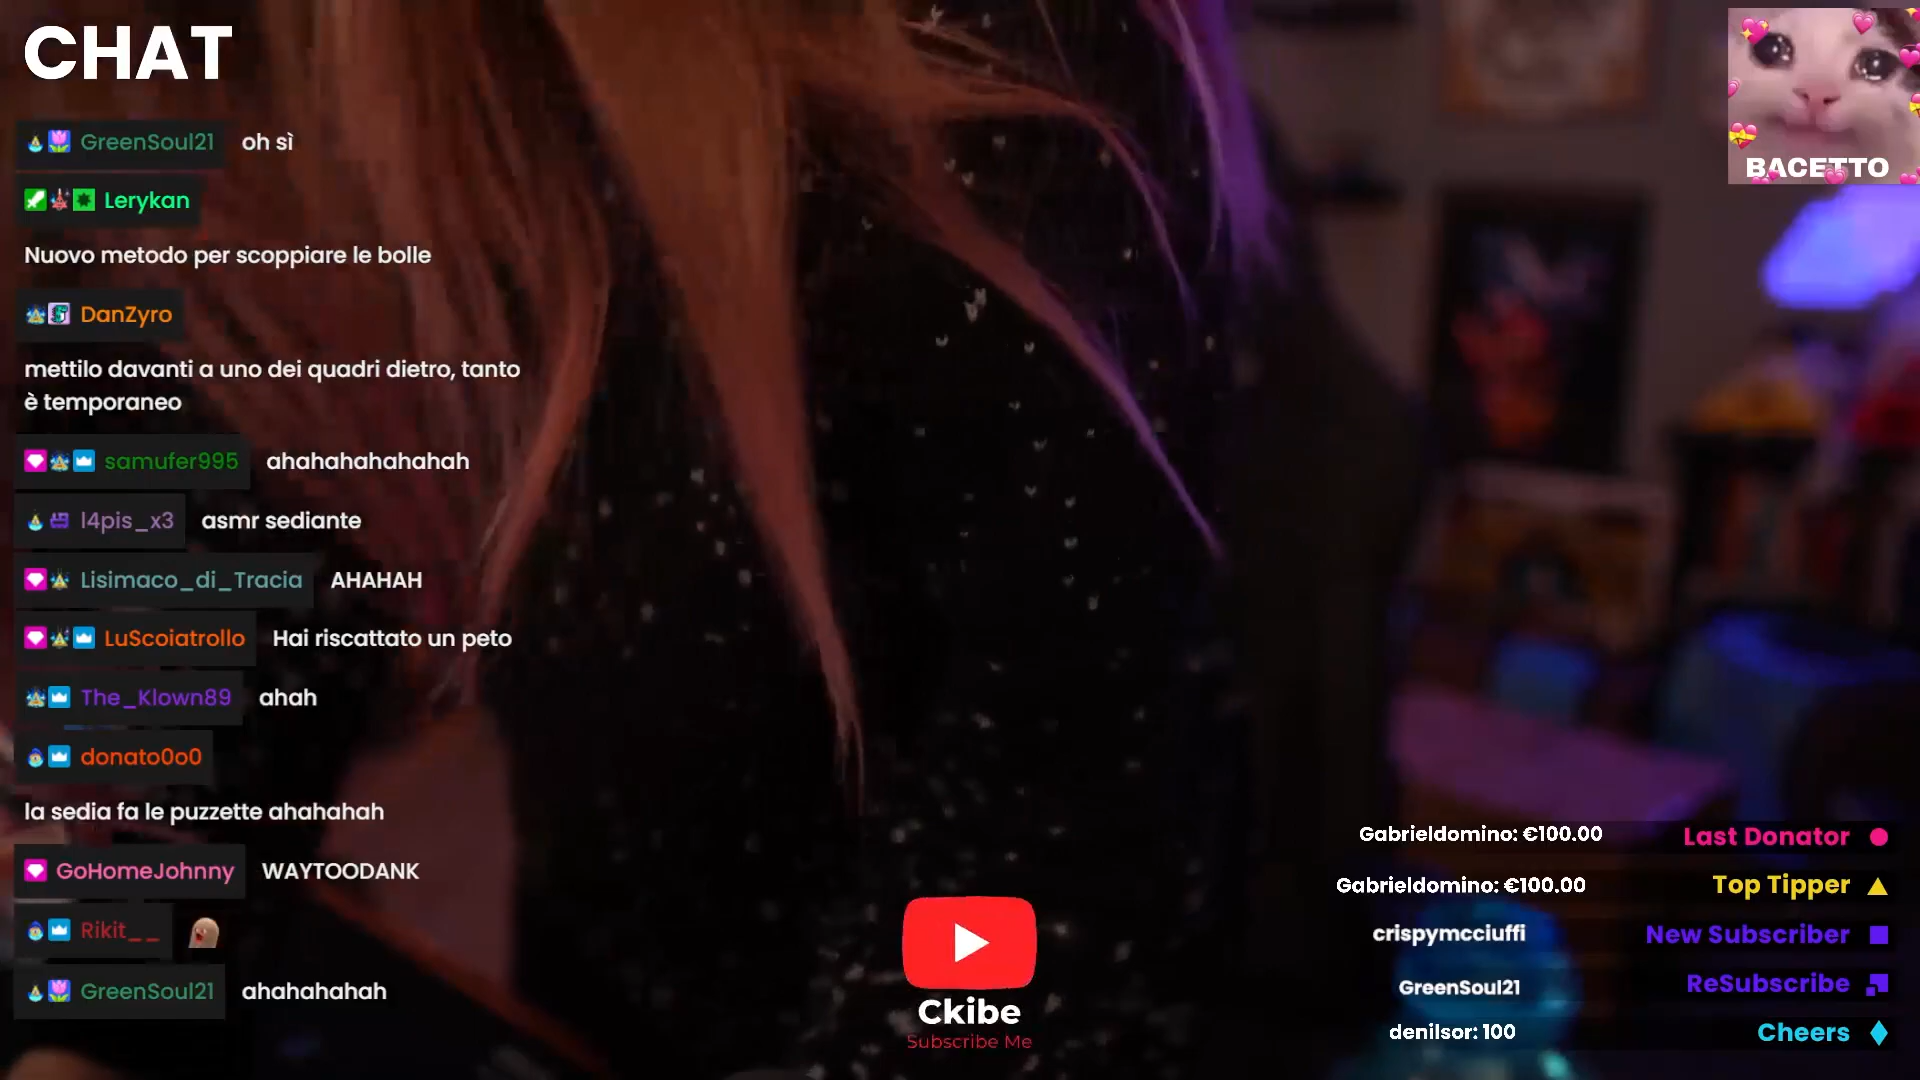 CHAT
GreenSoul21 oh sì
Lerykan
Nuovo metodo per scoppiare le bolle
DanZyro
mettilo davanti a uno dei quadri dietro, tanto
è temporaneo
samufer995 ahahahahahahah
l4pis_x3 asmr sediante
Lisimaco_di_Tracia AHAHAH
LuScoiatrollo Hai riscattato un peto
The_Klown89 ahah
donato0o0
la sedia fa le puzzette ahahahah
GoHomeJohnny WAYTOODANK
Rikit__
GreenSoul21 ahahahahah
BACETTO
Ckibe
Subscribe Me
Gabrieldomino: €100.00 Last Donator
Gabrieldomino: €100.00 Top Tipper
crispymcciuffi New Subscriber
GreenSoul21 ReSubscribe
denilsor: 100 Cheers